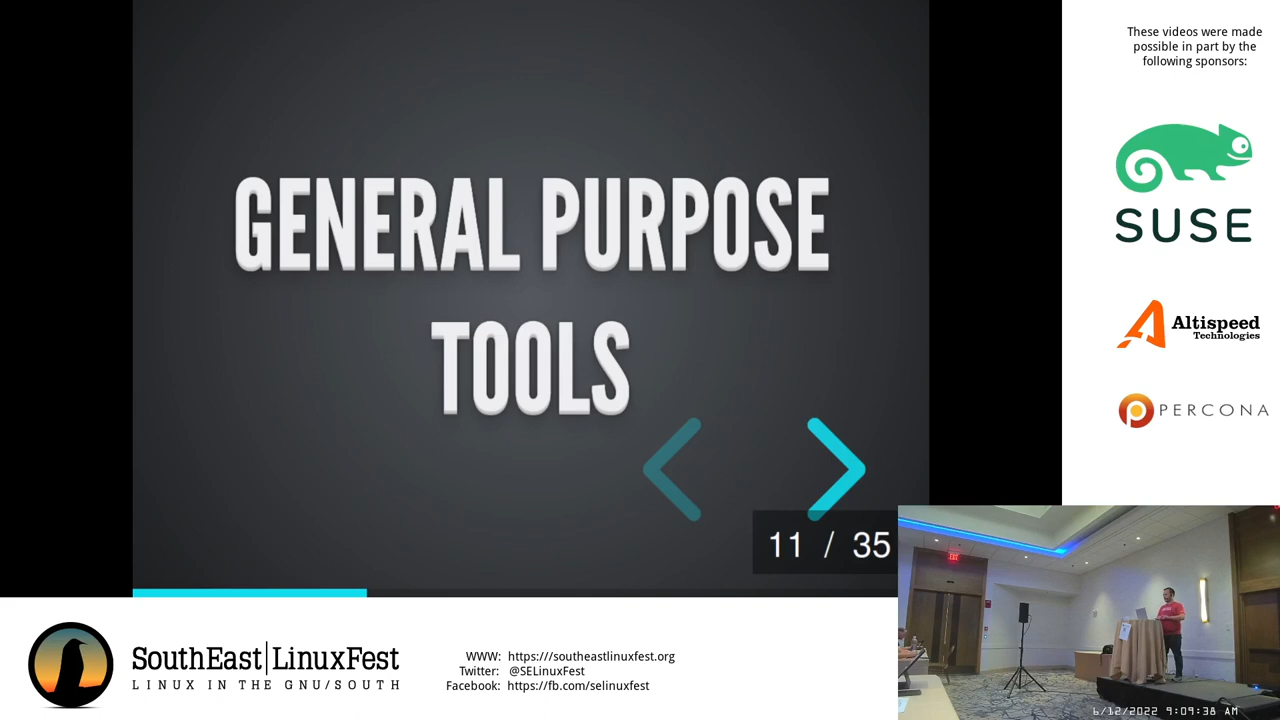 GENERAL PURPOSE
TOOLS
11 / 35
These videos were made
possible in part by the
following sponsors:
SUSE
Altispeed
Technologies
PERCONA
SouthEast|LinuxFest
LINUX IN THE GNU/SOUTH
WWW: https:///southeastlinuxfest.org
Twitter: @SELinuxFest
Facebook: https://fb.com/selinuxfest
6/12/2022 9:09:38 AM